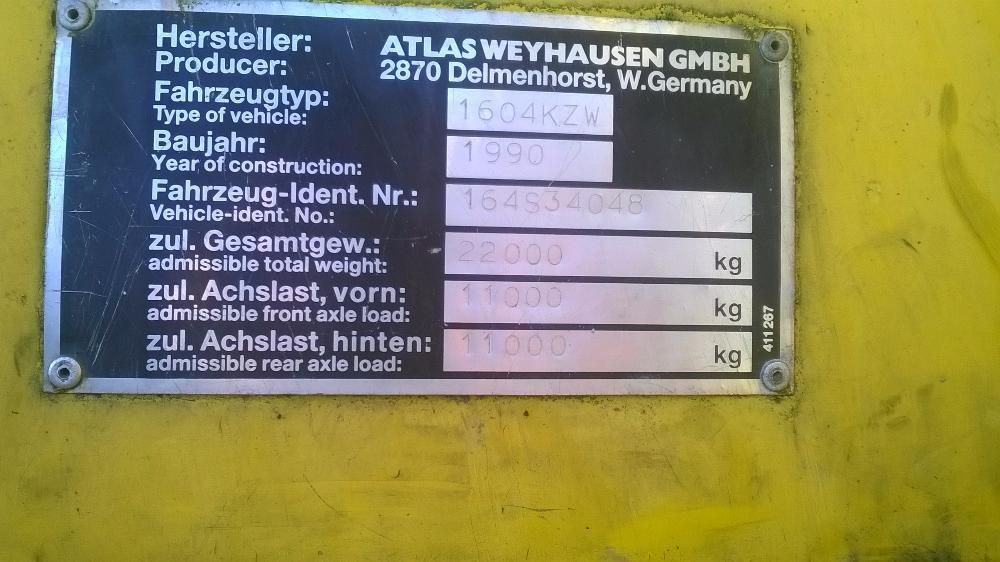 Hersteller: ATLAS WEYHAUSEN GMBH
Producer: 2870 Delmenhorst, W.Germany
Fahrzeugtyp:
Type of vehicle: 1604KZW
Baujahr:
Year of construction: 1990
Fahrzeug-Ident. Nr.:
Vehicle-ident. No.: 164S34048
zul. Gesamtgew.:
admissible total weight: 22000 kg
zul. Achslast, vorn:
admissible front axle load: 11000 kg
zul. Achslast, hinten:
admissible rear axle load: 11000 kg
411267